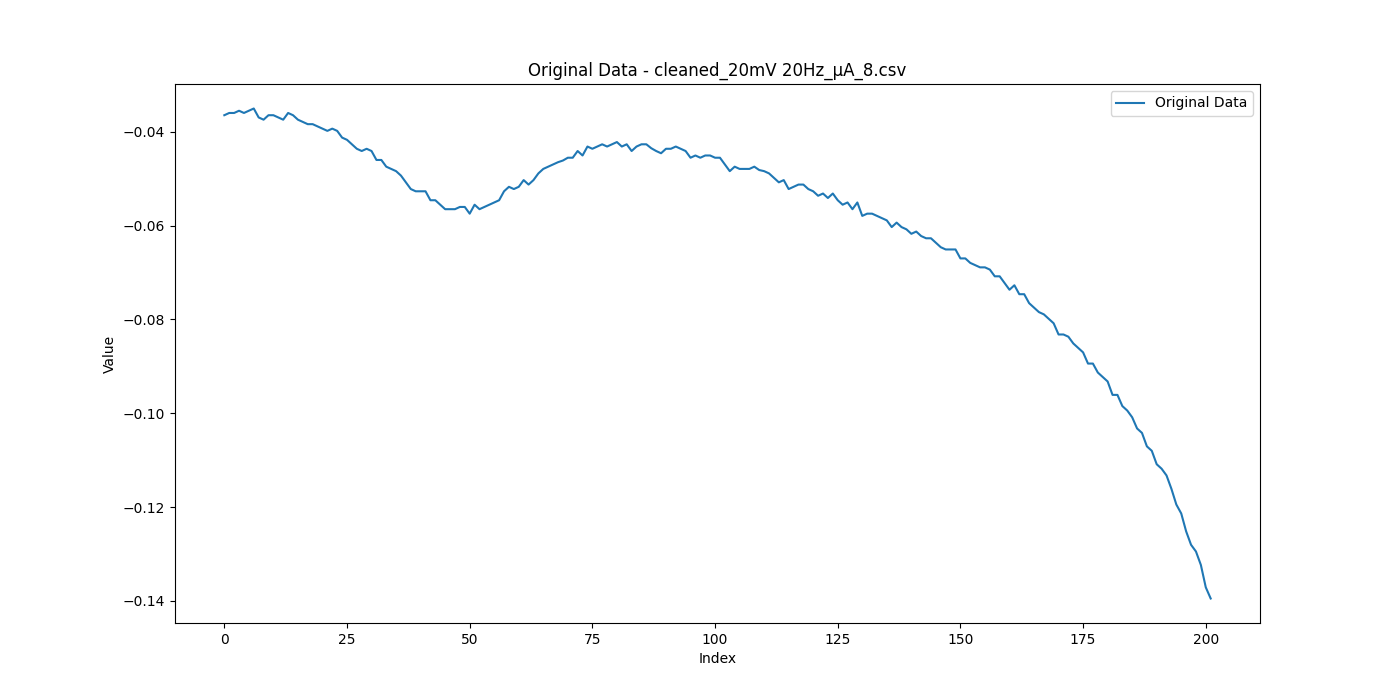 Original Data - cleaned_20mV 20Hz_µA_8.csv
Original Data
−0.04
−0.06
−0.08
−0.10
−0.12
−0.14
Value
0 25 50 75 100 125 150 175 200
Index